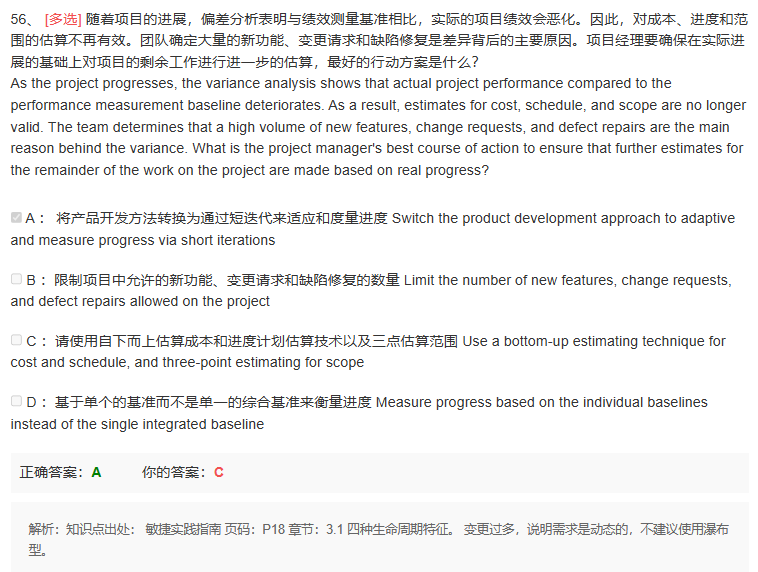 56、 [多选] 随着项目的进展，偏差分析表明与绩效测量基准相比，实际的项目绩效会恶化。因此，对成本、进度和范
围的估算不再有效。团队确定大量的新功能、变更请求和缺陷修复是差异背后的主要原因。项目经理要确保在实际进
展的基础上对项目的剩余工作进行进一步的估算，最好的行动方案是什么？
As the project progresses, the variance analysis shows that actual project performance compared to the
performance measurement baseline deteriorates. As a result, estimates for cost, schedule, and scope are no longer
valid. The team determines that a high volume of new features, change requests, and defect repairs are the main
reason behind the variance. What is the project manager's best course of action to ensure that further estimates for
the remainder of the work on the project are made based on real progress?
A： 将产品开发方法转换为通过短迭代来适应和度量进度 Switch the product development approach to adaptive
and measure progress via short iterations
B： 限制项目中允许的新功能、变更请求和缺陷修复的数量 Limit the number of new features, change requests,
and defect repairs allowed on the project
C： 请使用自下而上估算成本和进度计划估算技术以及三点估算范围 Use a bottom-up estimating technique for
cost and schedule, and three-point estimating for scope
D： 基于单个的基准而不是单一的综合基准来衡量进度 Measure progress based on the individual baselines
instead of the single integrated baseline
正确答案：A 你的答案：C
解析：知识点出处： 敏捷实践指南 页码：P18 章节：3.1 四种生命周期特征。 变更过多，说明需求是动态的，不建议使用瀑布
型。